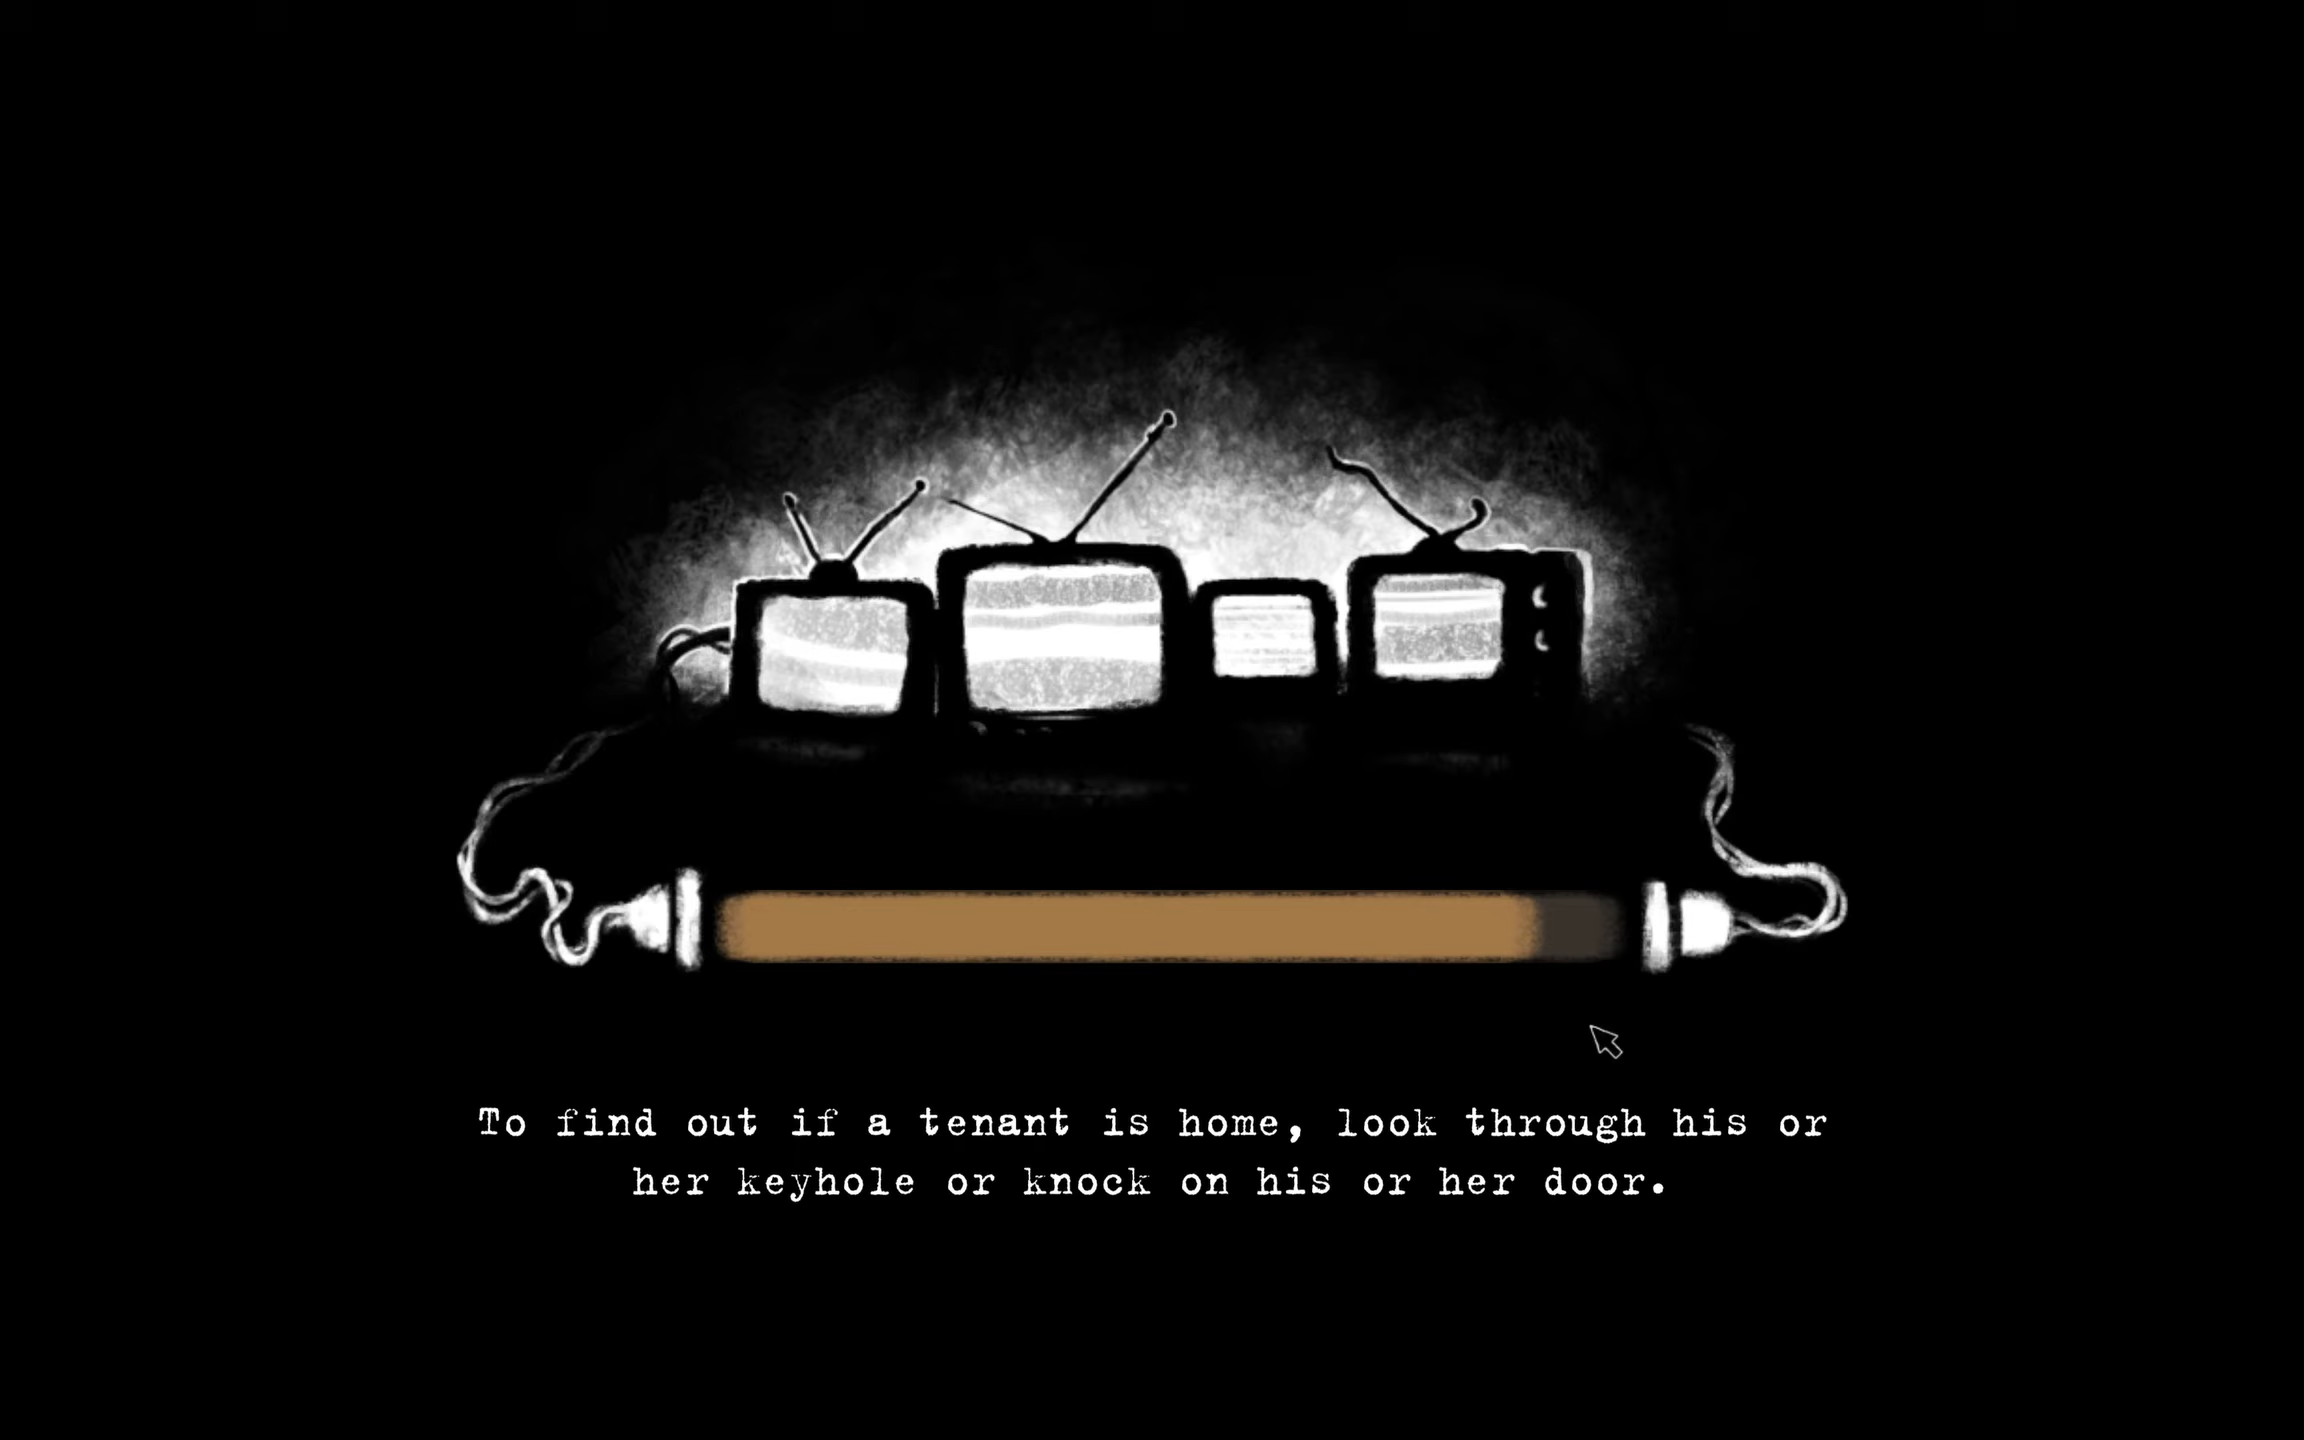 To find out if a tenant is home, look through his or
her keyhole or knock on his or her door.